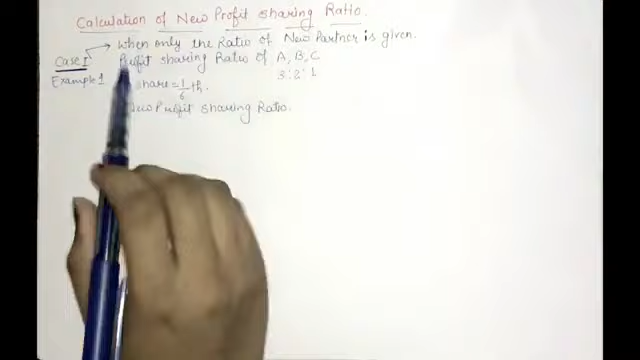 Calculation of New Profit sharing Ratio.
Case I → When only the Ratio of New Partner is given.
Example 1 Profit sharing Ratio of A, B, C
3:2:1
share = 1/6 th.
New Profit sharing Ratio.